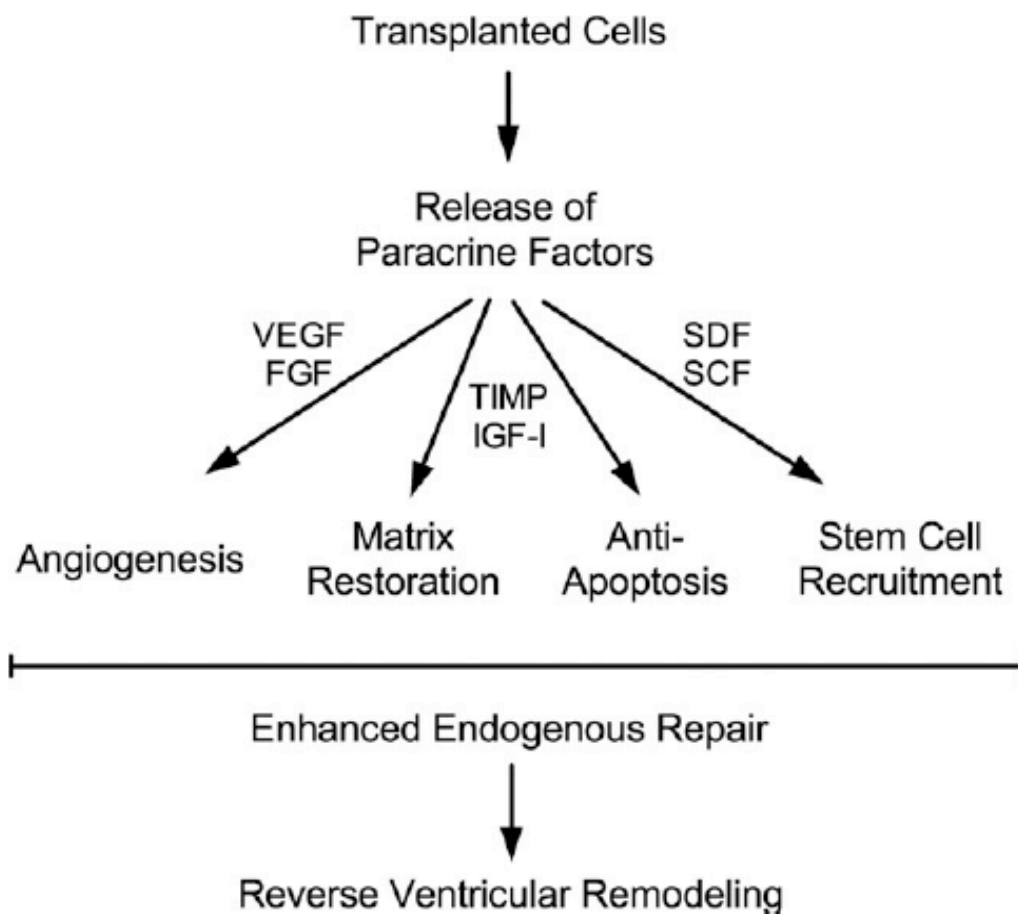 Transplanted Cells
Release of
Paracrine Factors
VEGF
FGF
TIMP
IGF-I
SDF
SCF
Angiogenesis
Matrix
Restoration
Anti-
Apoptosis
Stem Cell
Recruitment
Enhanced Endogenous Repair
Reverse Ventricular Remodeling